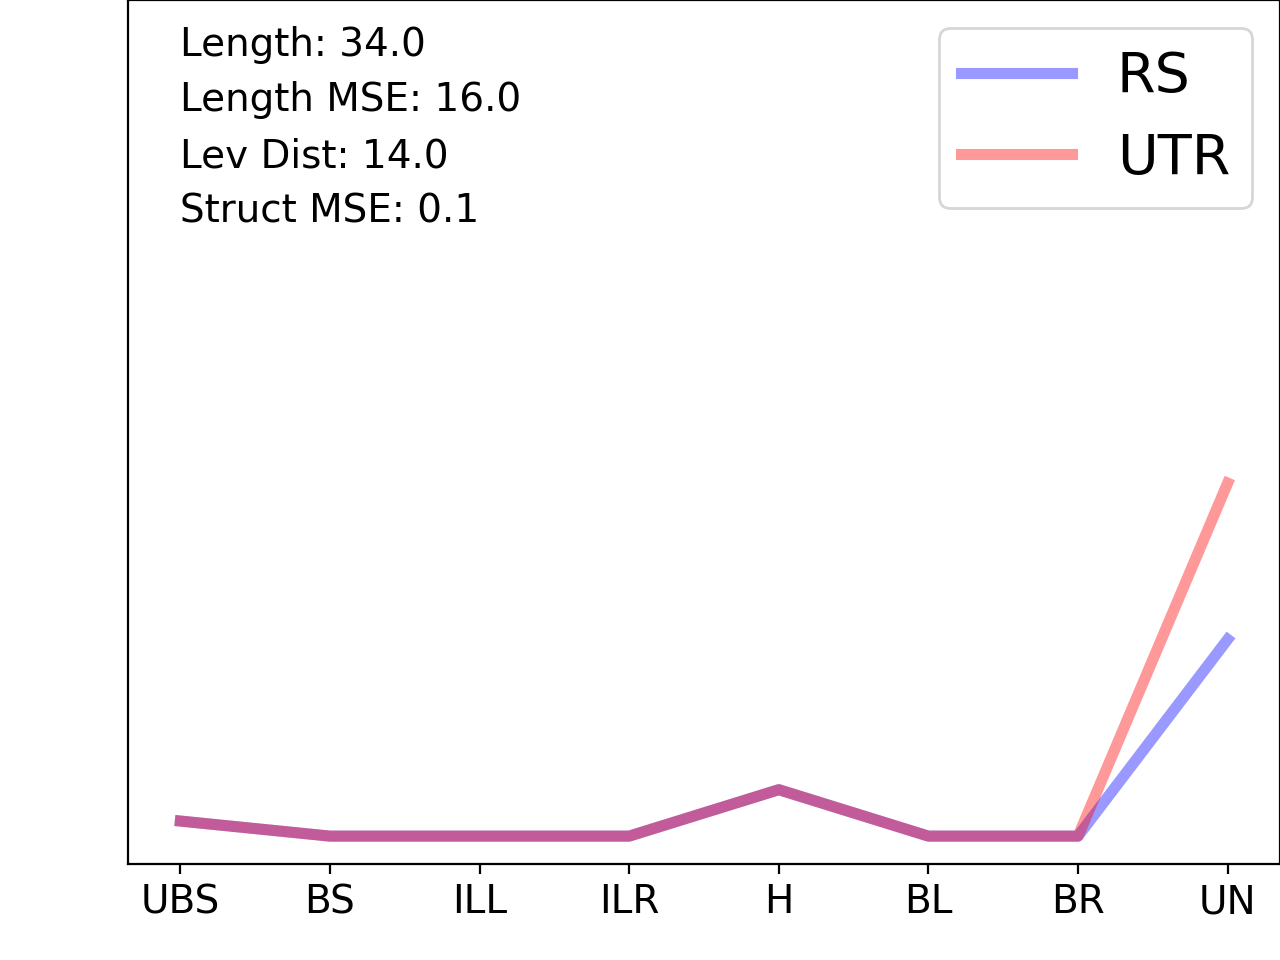 Length: 34.0
Length MSE: 16.0
Lev Dist: 14.0
Struct MSE: 0.1
RS
UTR
UBS BS ILL ILR H BL BR UN